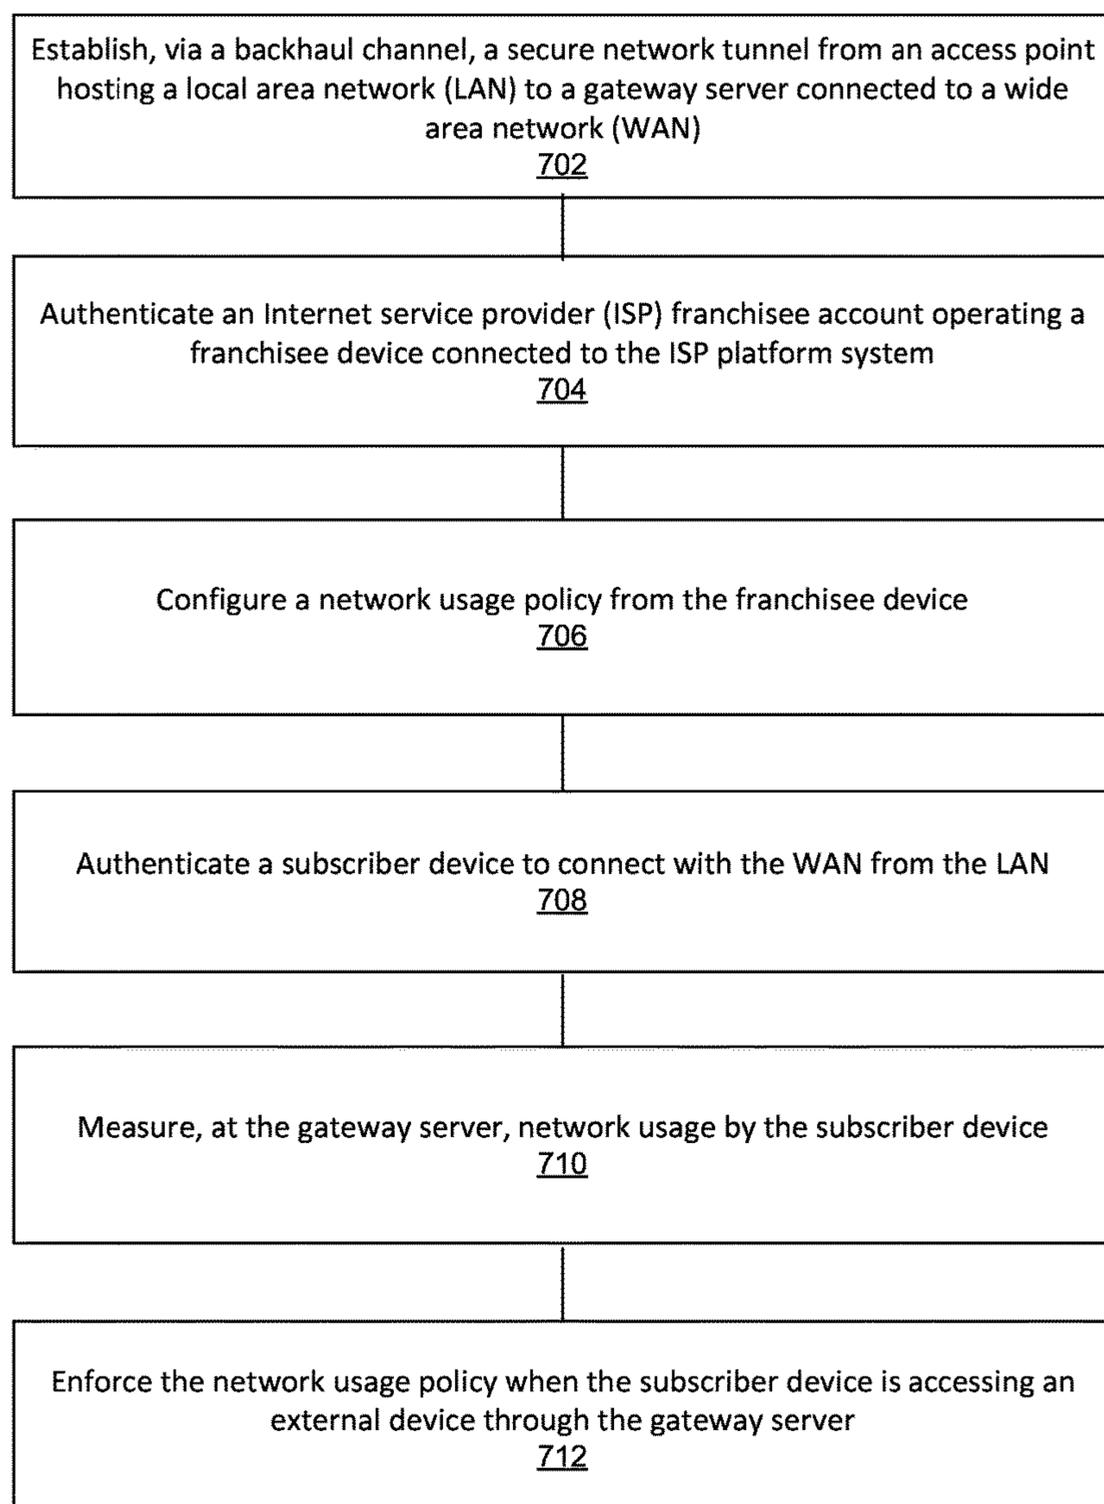 Establish, via a backhaul channel, a secure network tunnel from an access point
hosting a local area network (LAN) to a gateway server connected to a wide
area network (WAN)
702
Authenticate an Internet service provider (ISP) franchisee account operating a
franchisee device connected to the ISP platform system
704
Configure a network usage policy from the franchisee device
706
Authenticate a subscriber device to connect with the WAN from the LAN
708
Measure, at the gateway server, network usage by the subscriber device
710
Enforce the network usage policy when the subscriber device is accessing an
external device through the gateway server
712